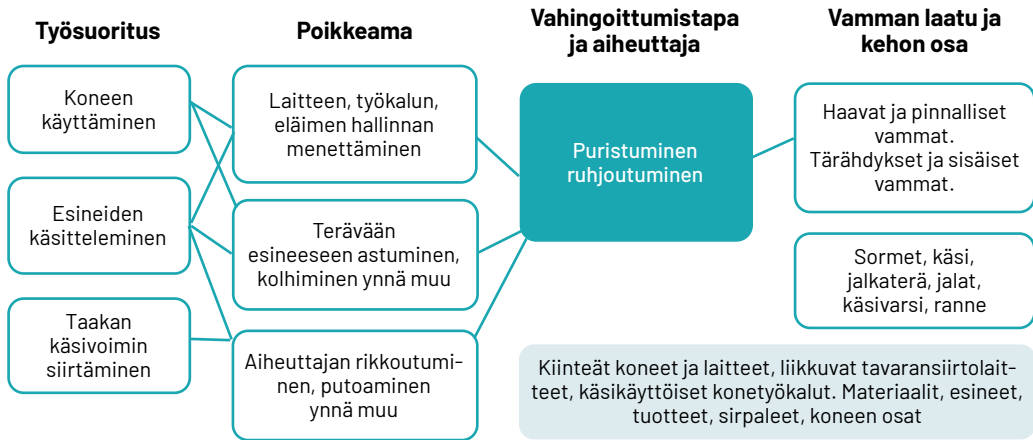 Työsuoritus
Koneen
käyttäminen
Esineiden
käsitteleminen
Taakan
käsivoimin
siirtäminen
Poikkeama
Laitteen, työkalun,
eläimen hallinnan
menettäminen
Terävään
esineeseen astuminen,
kolhiminen ynnä muu
Aiheuttajan rikkoutumi-
nen, putoaminen
ynnä muu
Vahingoittumistapa
ja aiheuttaja
Puristuminen
ruhjoutuminen
Vamman laatu ja
kehon osa
Haavat ja pinnalliset
vammat.
Tärähdykset ja sisäiset
vammat.
Sormet, käsi,
jalkaterä, jalat,
käsivarsi, ranne
Kiinteät koneet ja laitteet, liikkuvat tavaransiirtolait-
teet, käsikäyttöiset konetyökalut. Materiaalit, esineet,
tuotteet, sirpaleet, koneen osat